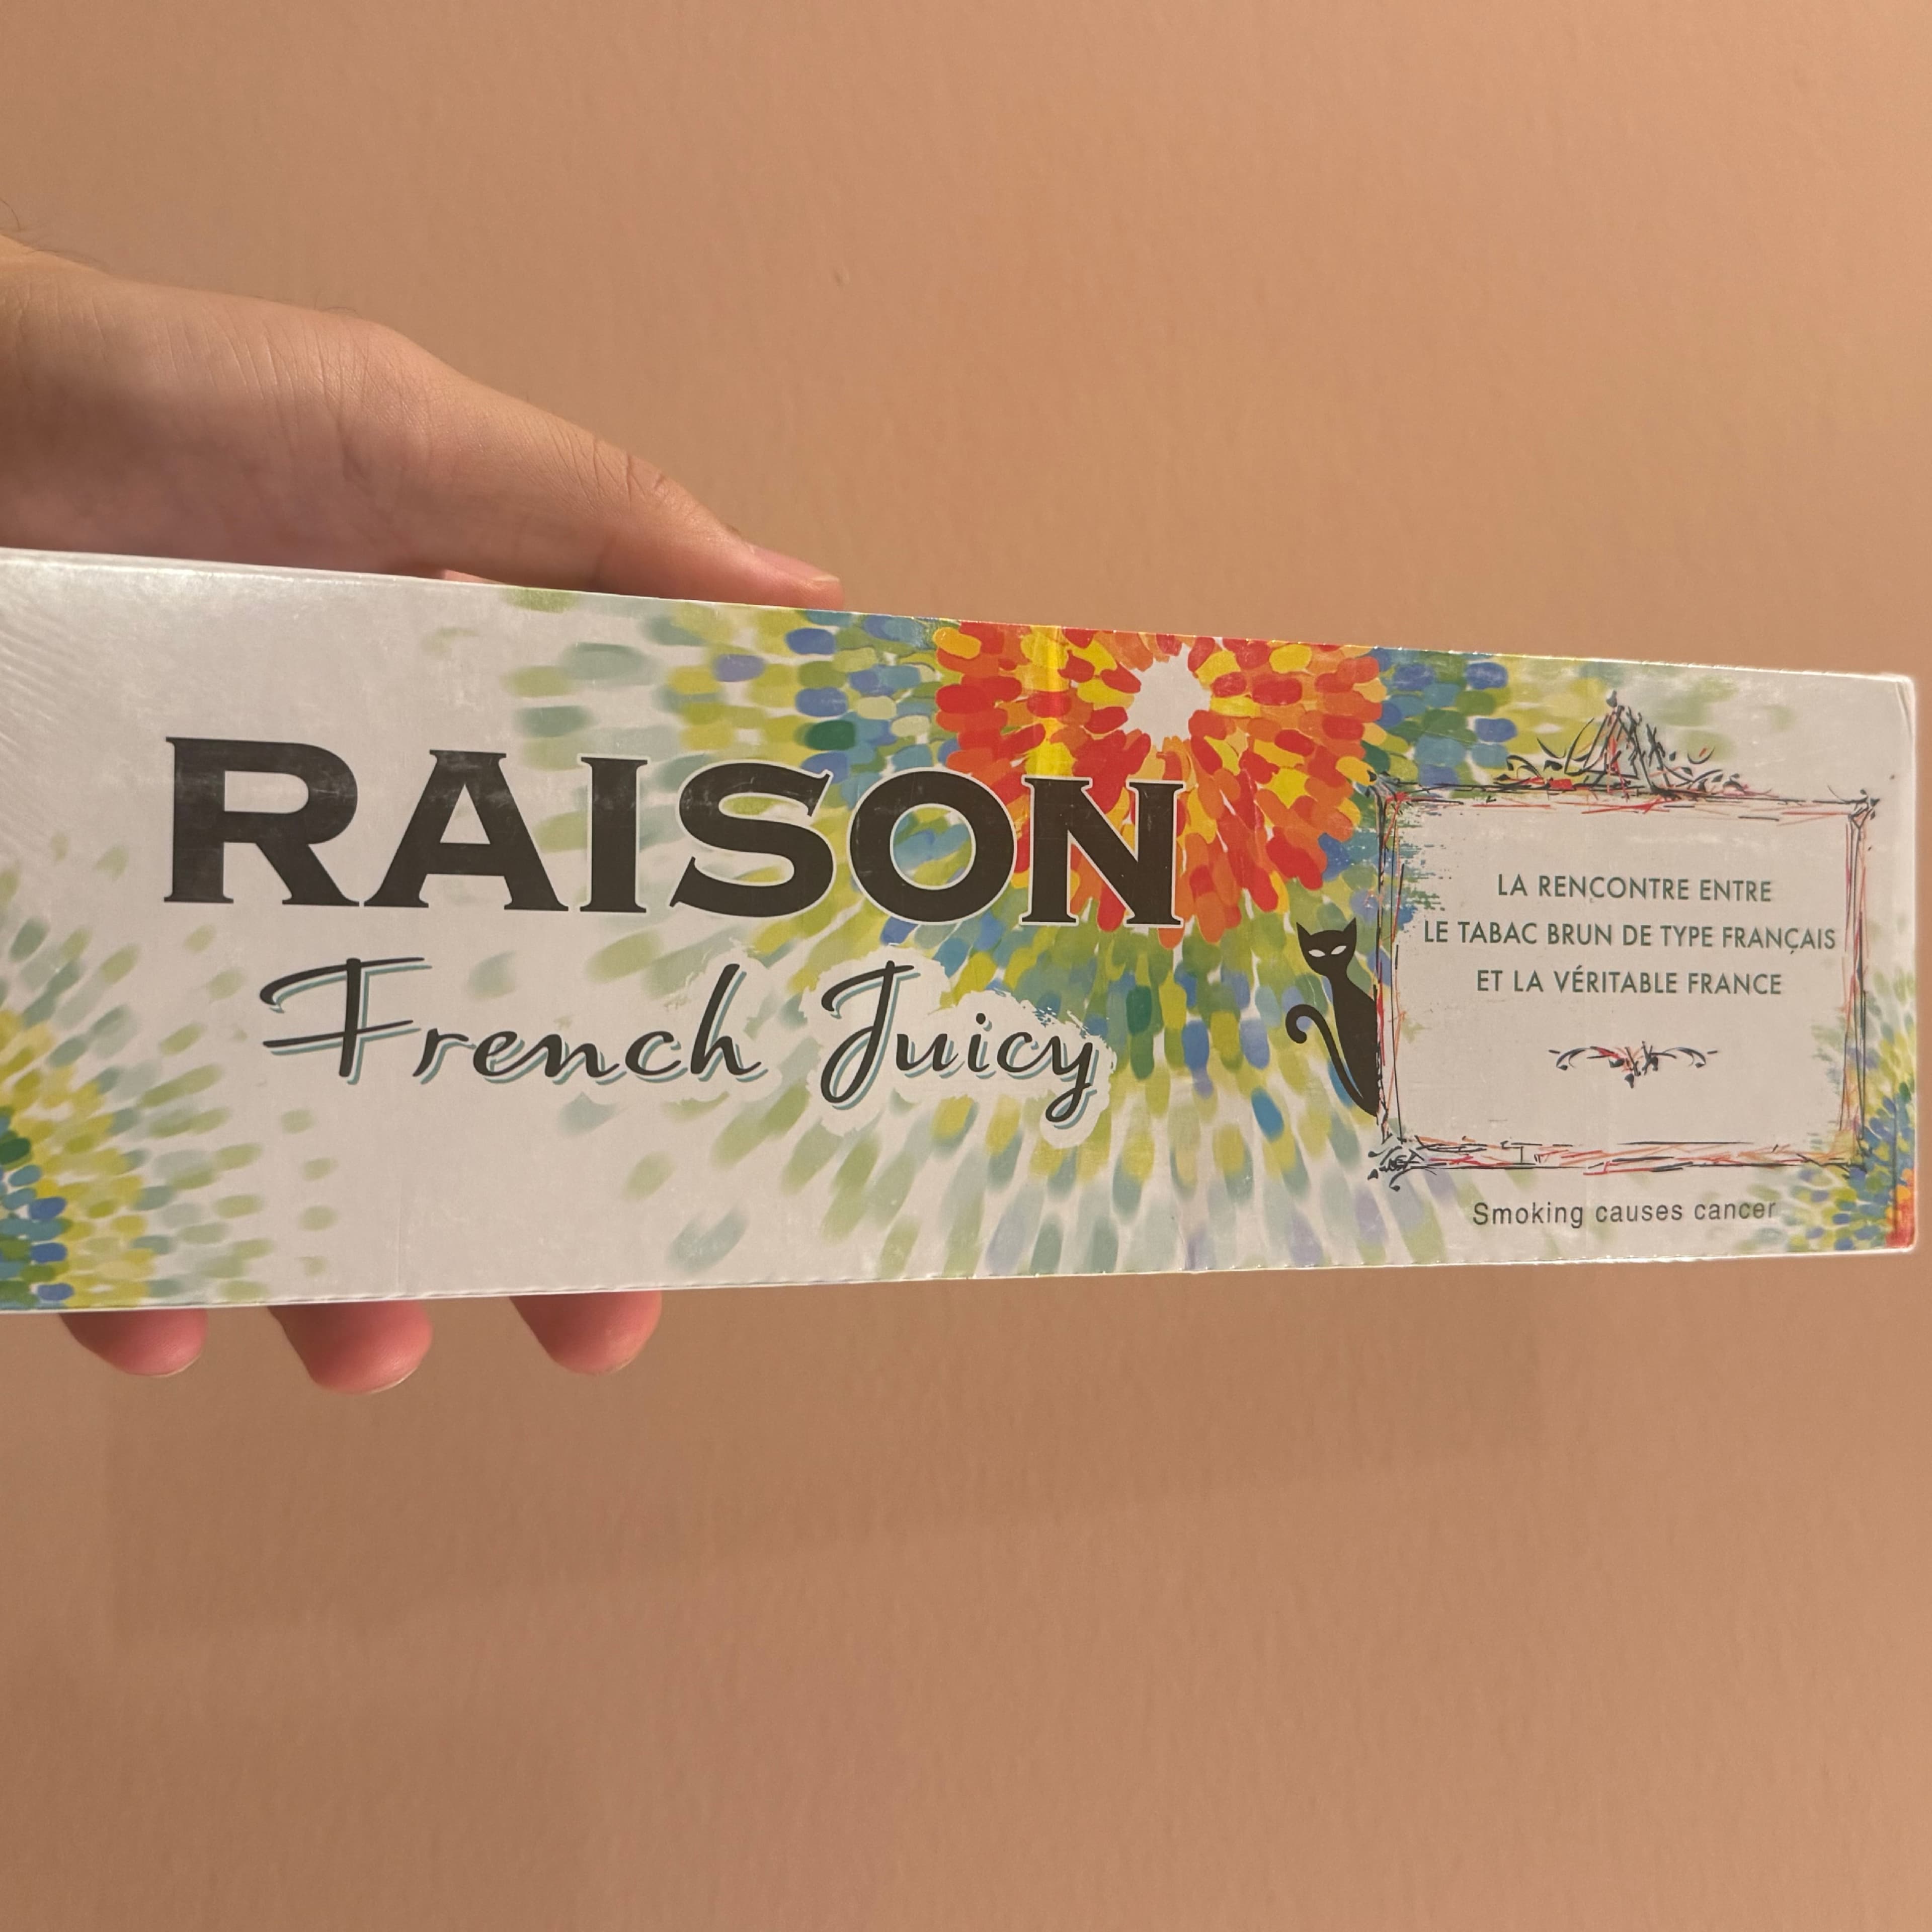 RAISON
French Juicy
LA RENCONTRE ENTRE
LE TABAC BRUN DE TYPE FRANÇAIS
ET LA VÉRITABLE FRANCE
Smoking causes cancer